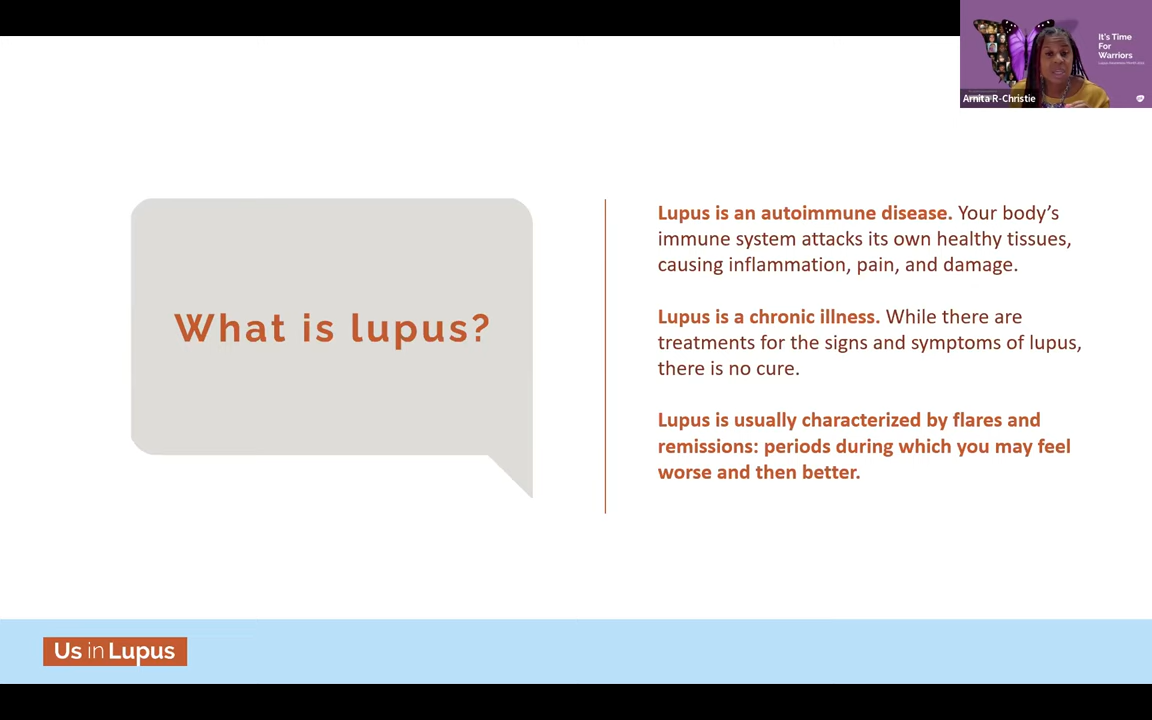 It's Time
For
Warriors
Arnita R-Christie
What is lupus?
Lupus is an autoimmune disease. Your body’s
immune system attacks its own healthy tissues,
causing inflammation, pain, and damage.
Lupus is a chronic illness. While there are
treatments for the signs and symptoms of lupus,
there is no cure.
Lupus is usually characterized by flares and
remissions: periods during which you may feel
worse and then better.
Us in Lupus